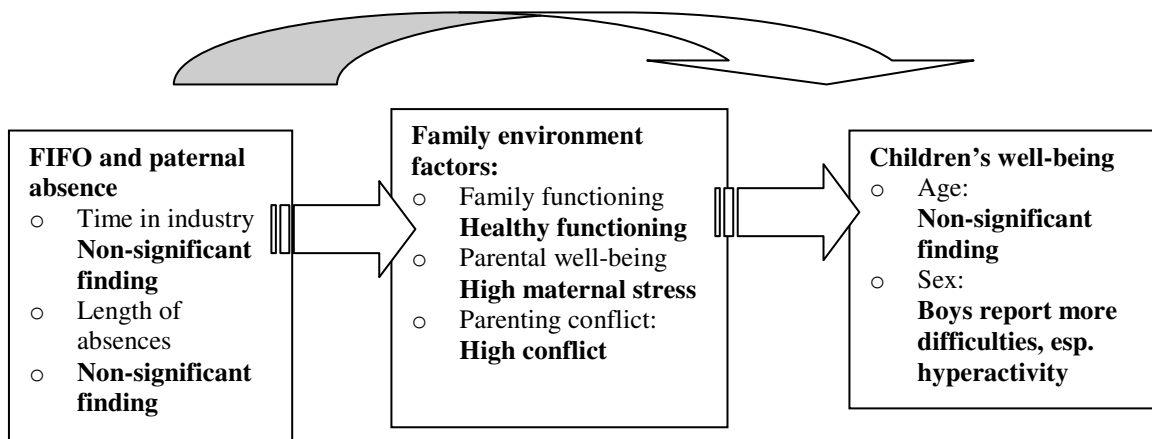 FIFO and paternal
absence
o Time in industry
Non-significant
finding
o Length of
absences
o Non-significant
finding
Family environment
factors:
o Family functioning
Healthy functioning
o Parental well-being
High maternal stress
o Parenting conflict:
High conflict
Children’s well-being
o Age:
Non-significant
finding
o Sex:
Boys report more
difficulties, esp.
hyperactivity